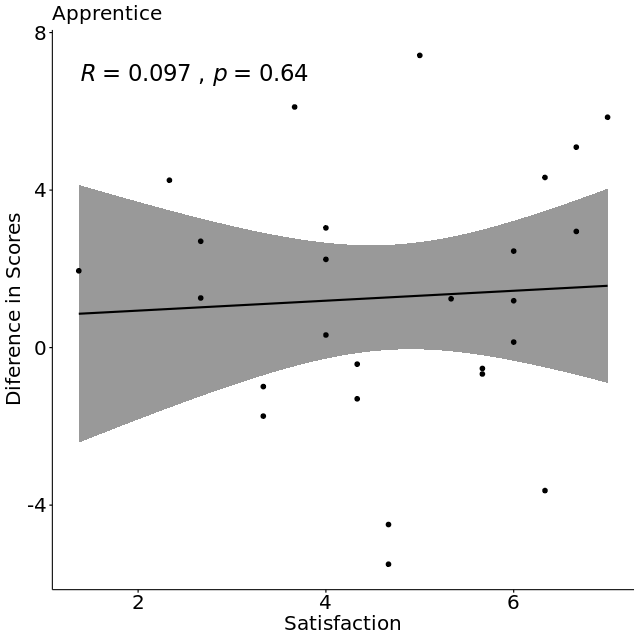 Apprentice
R = 0.097 , p = 0.64
8
4
0
-4
Diference in Scores
2 4 6
Satisfaction